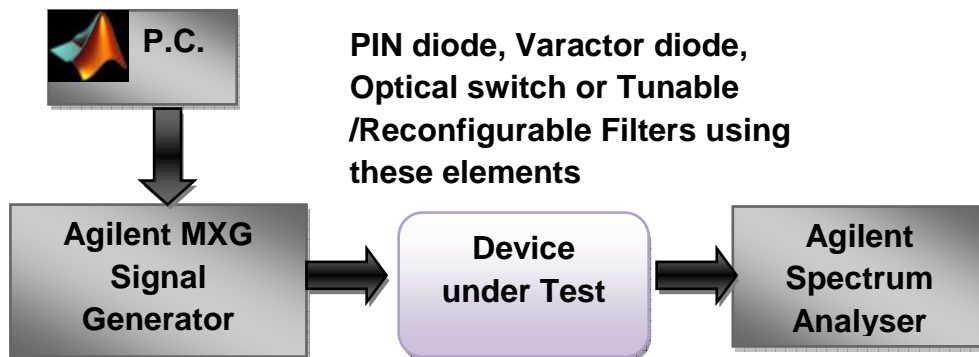 P.C.
PIN diode, Varactor diode,
Optical switch or Tunable
/Reconfigurable Filters using
these elements
Agilent MXG
Signal
Generator
Device
under Test
Agilent
Spectrum
Analyser